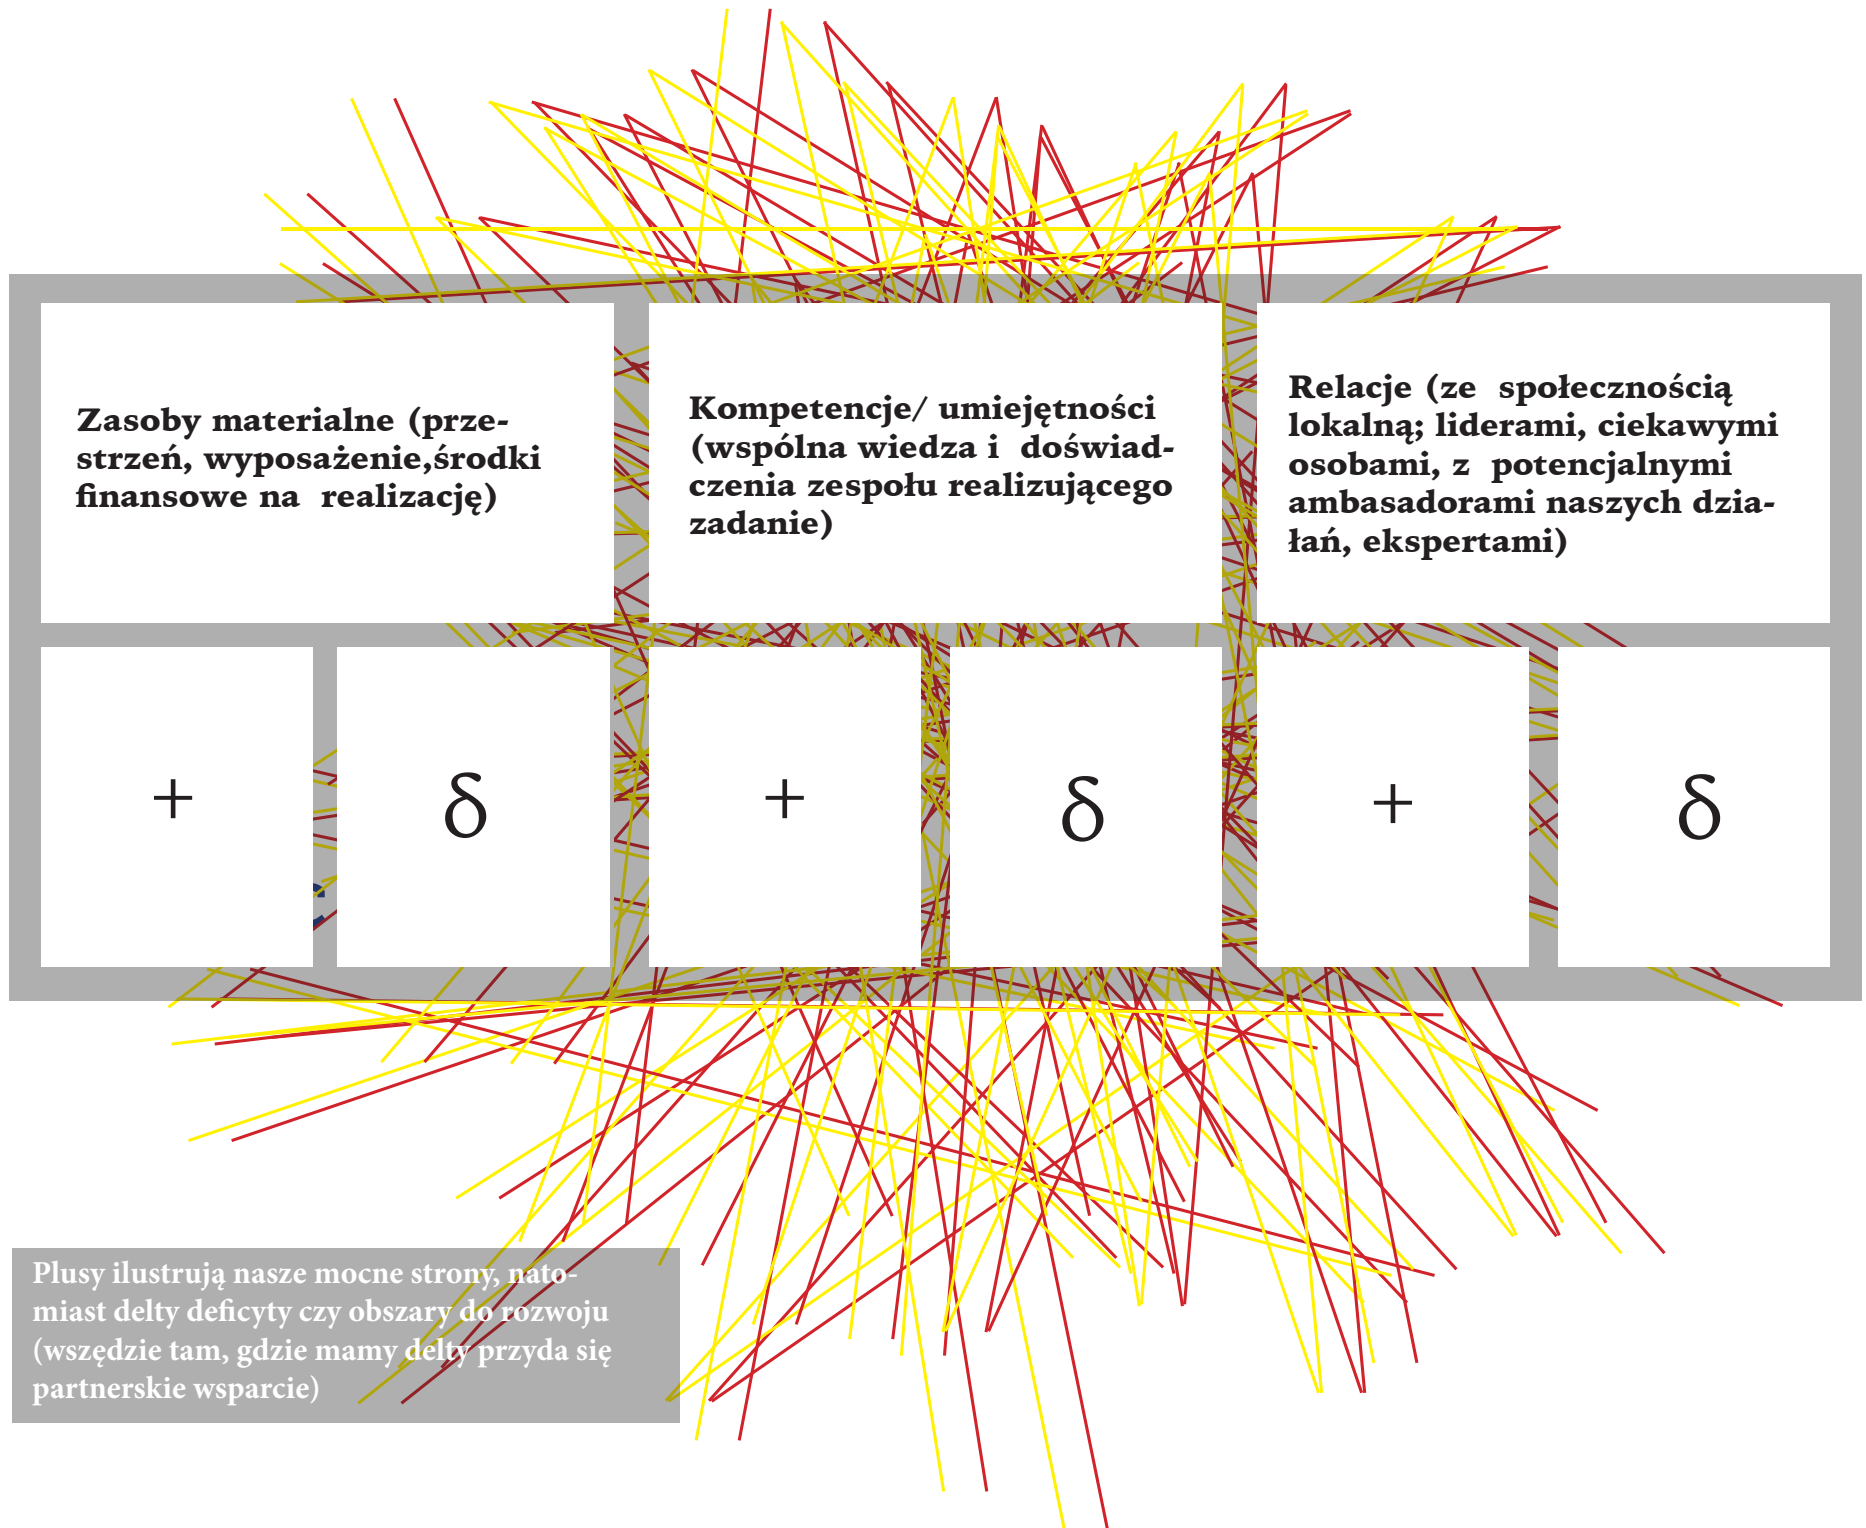 Zasoby materialne (prze-
strzeń, wyposażenie,środki
finansowe na realizację)
Kompetencje/ umiejętności
(wspólna wiedza i doświad-
czenia zespołu realizującego
zadanie)
Relacje (ze społecznością
lokalną; liderami, ciekawymi
osobami, z potencjalnymi
ambasadorami naszych dzia-
łań, ekspertami)
+
δ
+
δ
+
δ
Plusy ilustrują nasze mocne strony, nato-
miast delty deficyty czy obszary do rozwoju
(wszędzie tam, gdzie mamy delty przyda się
partnerskie wsparcie)